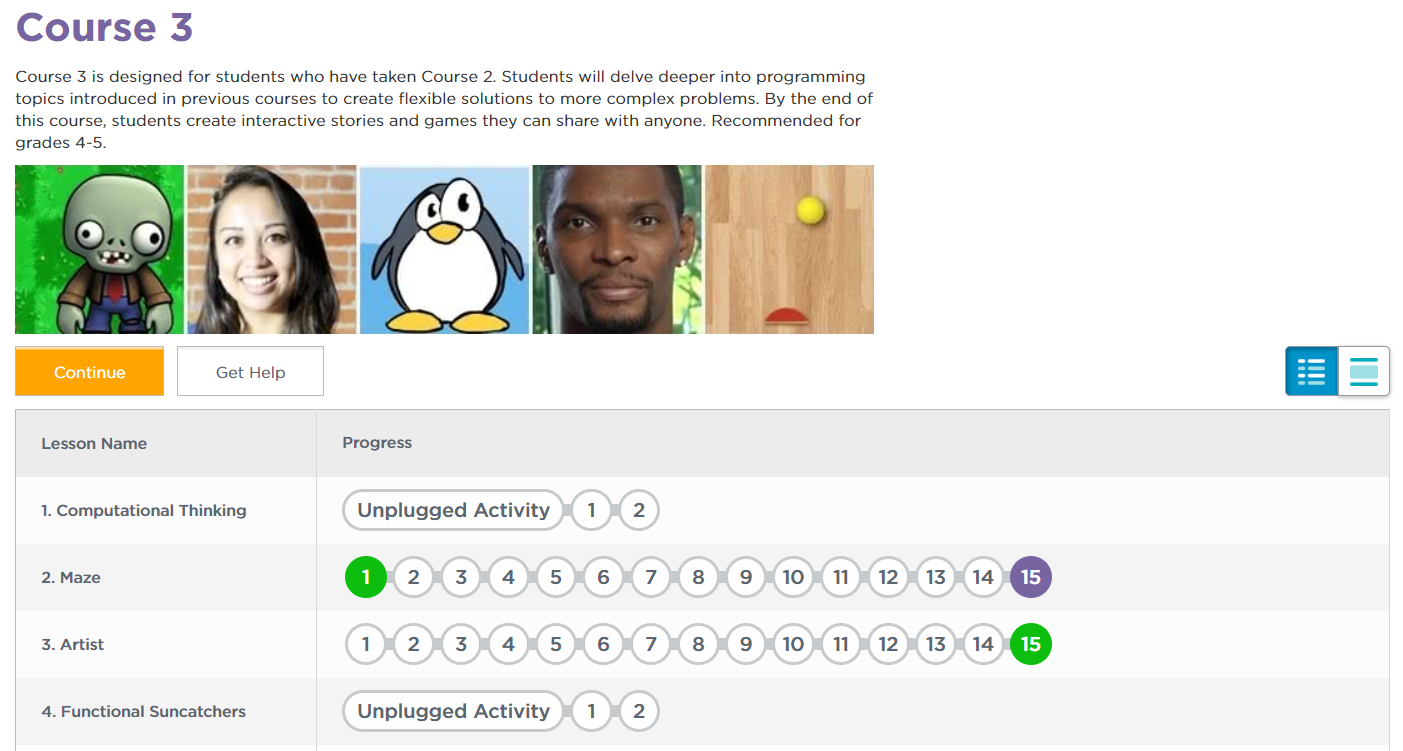 Course 3
Course 3 is designed for students who have taken Course 2. Students will delve deeper into programming
topics introduced in previous courses to create flexible solutions to more complex problems. By the end of
this course, students create interactive stories and games they can share with anyone. Recommended for
grades 4-5.
Continue Get Help
Lesson Name Progress
1. Computational Thinking Unplugged Activity 1 2
2. Maze 1 2 3 4 5 6 7 8 9 10 11 12 13 14 15
3. Artist 1 2 3 4 5 6 7 8 9 10 11 12 13 14 15
4. Functional Suncatchers Unplugged Activity 1 2